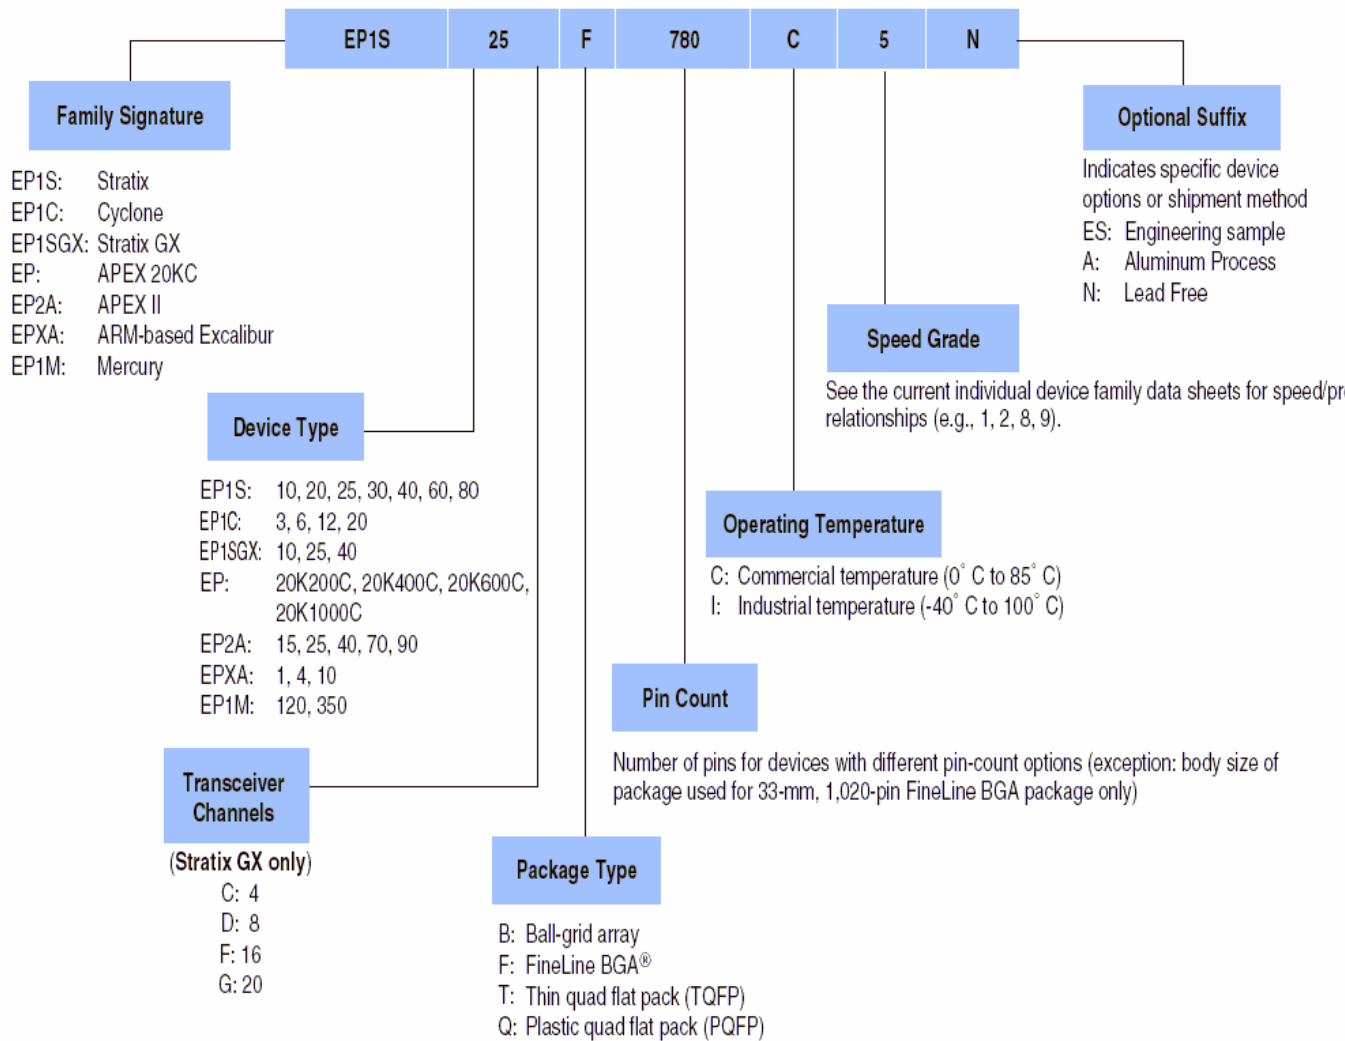 EP1S 25 F 780 C 5 N
Family Signature
EP1S: Stratix
EP1C: Cyclone
EP1SGX: Stratix GX
EP: APEX 20KC
EP2A: APEX II
EPXA: ARM-based Excalibur
EP1M: Mercury
Optional Suffix
Indicates specific device
options or shipment method
ES: Engineering sample
A: Aluminum Process
N: Lead Free
Speed Grade
See the current individual device family data sheets for speed/pr
relationships (e.g., 1, 2, 8, 9).
Device Type
EP1S: 10, 20, 25, 30, 40, 60, 80
EP1C: 3, 6, 12, 20
EP1SGX: 10, 25, 40
EP: 20K200C, 20K400C, 20K600C,
20K1000C
EP2A: 15, 25, 40, 70, 90
EPXA: 1, 4, 10
EP1M: 120, 350
Operating Temperature
C: Commercial temperature (0° C to 85° C)
I: Industrial temperature (-40° C to 100° C)
Pin Count
Number of pins for devices with different pin-count options (exception: body size of
package used for 33-mm, 1,020-pin FineLine BGA package only)
Transceiver
Channels
(Stratix GX only)
C: 4
D: 8
F: 16
G: 20
Package Type
B: Ball-grid array
F: FineLine BGA®
T: Thin quad flat pack (TQFP)
Q: Plastic quad flat pack (PQFP)